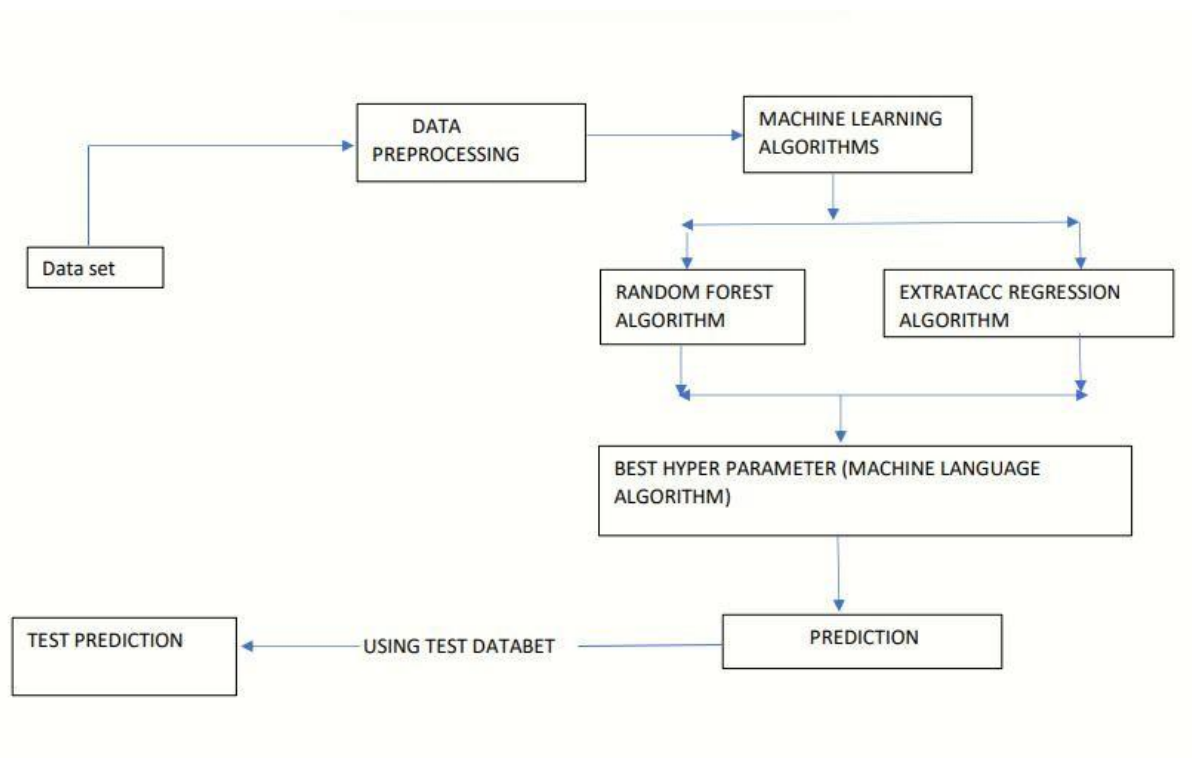 DATA
PREPROCESSING
MACHINE LEARNING
ALGORITHMS
Data set
RANDOM FOREST
ALGORITHM
EXTRATACC REGRESSION
ALGORITHM
BEST HYPER PARAMETER (MACHINE LANGUAGE
ALGORITHM)
PREDICTION
USING TEST DATABET
TEST PREDICTION